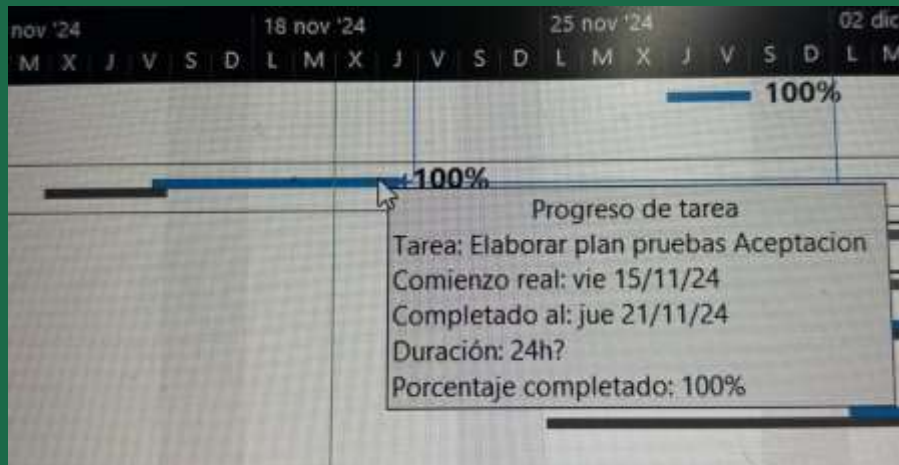 nov '24 18 nov '24 25 nov '24 02 dic
M X J V S D L M X J V S D L M X J V S D L M
100%
100%
Progreso de tarea
Tarea: Elaborar plan pruebas Aceptacion
Comienzo real: vie 15/11/24
Completado al: jue 21/11/24
Duración: 24h?
Porcentaje completado: 100%